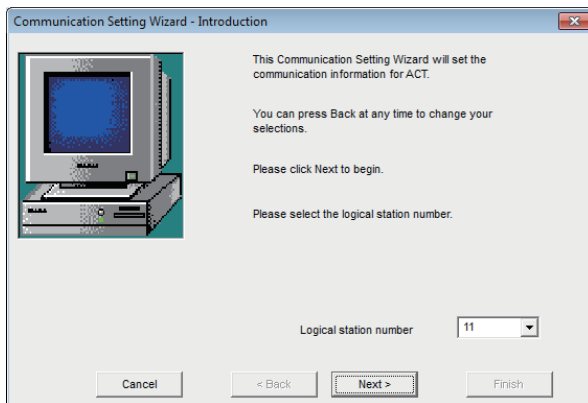 Communication Setting Wizard - Introduction
This Communication Setting Wizard will set the
communication information for ACT.
You can press Back at any time to change your
selections.
Please click Next to begin.
Please select the logical station number.
Logical station number
11
Cancel
< Back
Next >
Finish